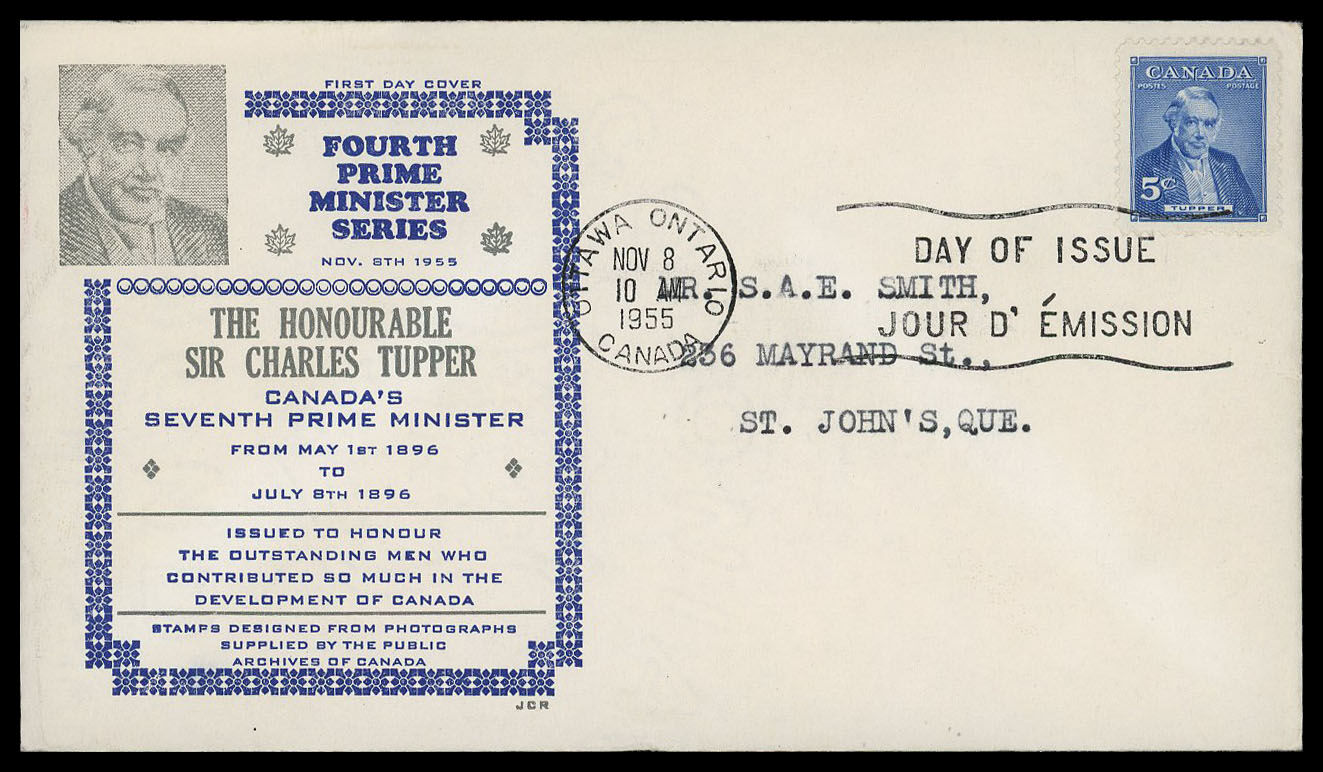 FIRST DAY COVER
FOURTH
PRIME
MINISTER
SERIES
NOV. 8TH 1955
THE HONOURABLE
SIR CHARLES TUPPER
CANADA'S
SEVENTH PRIME MINISTER
FROM MAY 1ST 1896
TO
JULY 8TH 1896
ISSUED TO HONOUR
THE OUTSTANDING MEN WHO
CONTRIBUTED SO MUCH IN THE
DEVELOPMENT OF CANADA
STAMPS DESIGNED FROM PHOTOGRAPHS
SUPPLIED BY THE PUBLIC
ARCHIVES OF CANADA
JCR
OTTAWA ONTARIO
NOV 8
10 AM
1955
CANADA
CANADA
POSTES POSTAGE
5¢
TUPPER
DAY OF ISSUE
JOUR D' ÉMISSION
MR. S.A.E. SMITH,
236 MAYRAND St.,
ST. JOHN'S,QUE.